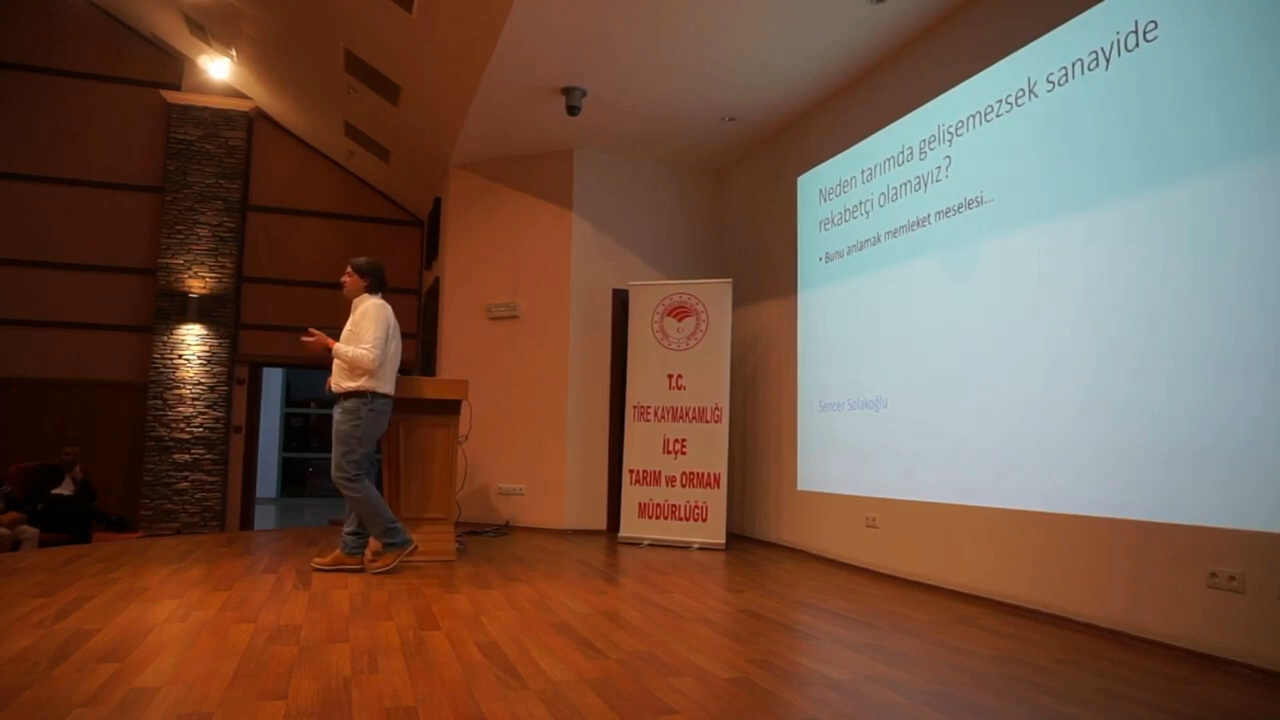 T.C.
TİRE KAYMAKAMLIĞI
İLÇE
TARIM ve ORMAN
MÜDÜRLÜĞÜ
Neden tarımda gelişemezsek sanayide
rekabetçi olamayız?
• Bunu anlamak memleket meselesi...
Sencer Solakoğlu